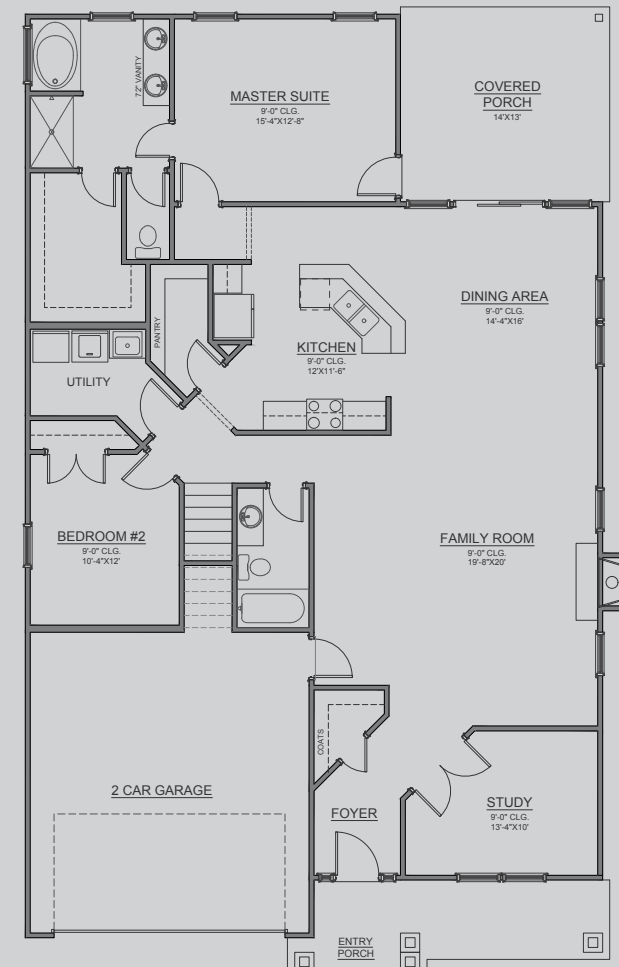 72" VANITY
MASTER SUITE
9'-0" CLG.
15'-4"X12'-8"
COVERED
PORCH
14'X13'
DINING AREA
9'-0" CLG.
14'-4"X16'
PANTRY
KITCHEN
9'-0" CLG.
12'X11'-6"
UTILITY
BEDROOM #2
9'-0" CLG.
10'-4"X12'
FAMILY ROOM
9'-0" CLG.
19'-8"X20'
COATS
2 CAR GARAGE
FOYER
STUDY
9'-0" CLG.
13'-4"X10'
ENTRY
PORCH